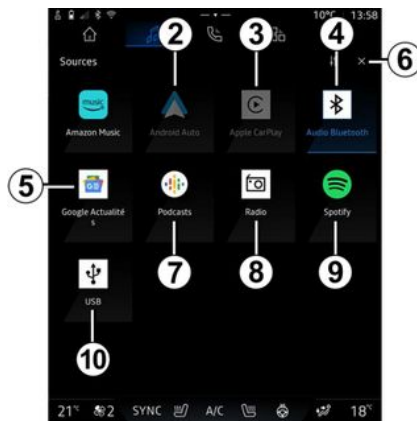 10°C 13:58
Sources
music
Amazon Music
Android Auto
Apple CarPlay
Audio Bluetooth
Google Actualité
s
Podcasts
Radio
Spotify
USB
2
3
4
5
6
7
8
9
10
21°C 2 SYNC A/C 18°C